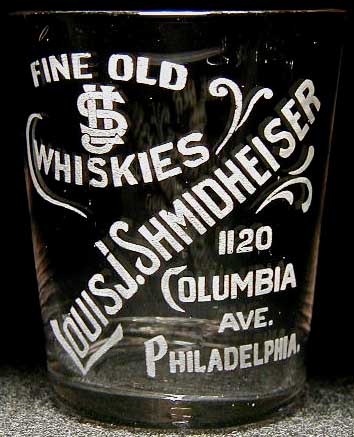 FINE OLD
LJS
WHISKIES
LOUIS.J.SHMIDHEISER
1120
COLUMBIA
AVE.
PHILADELPHIA.